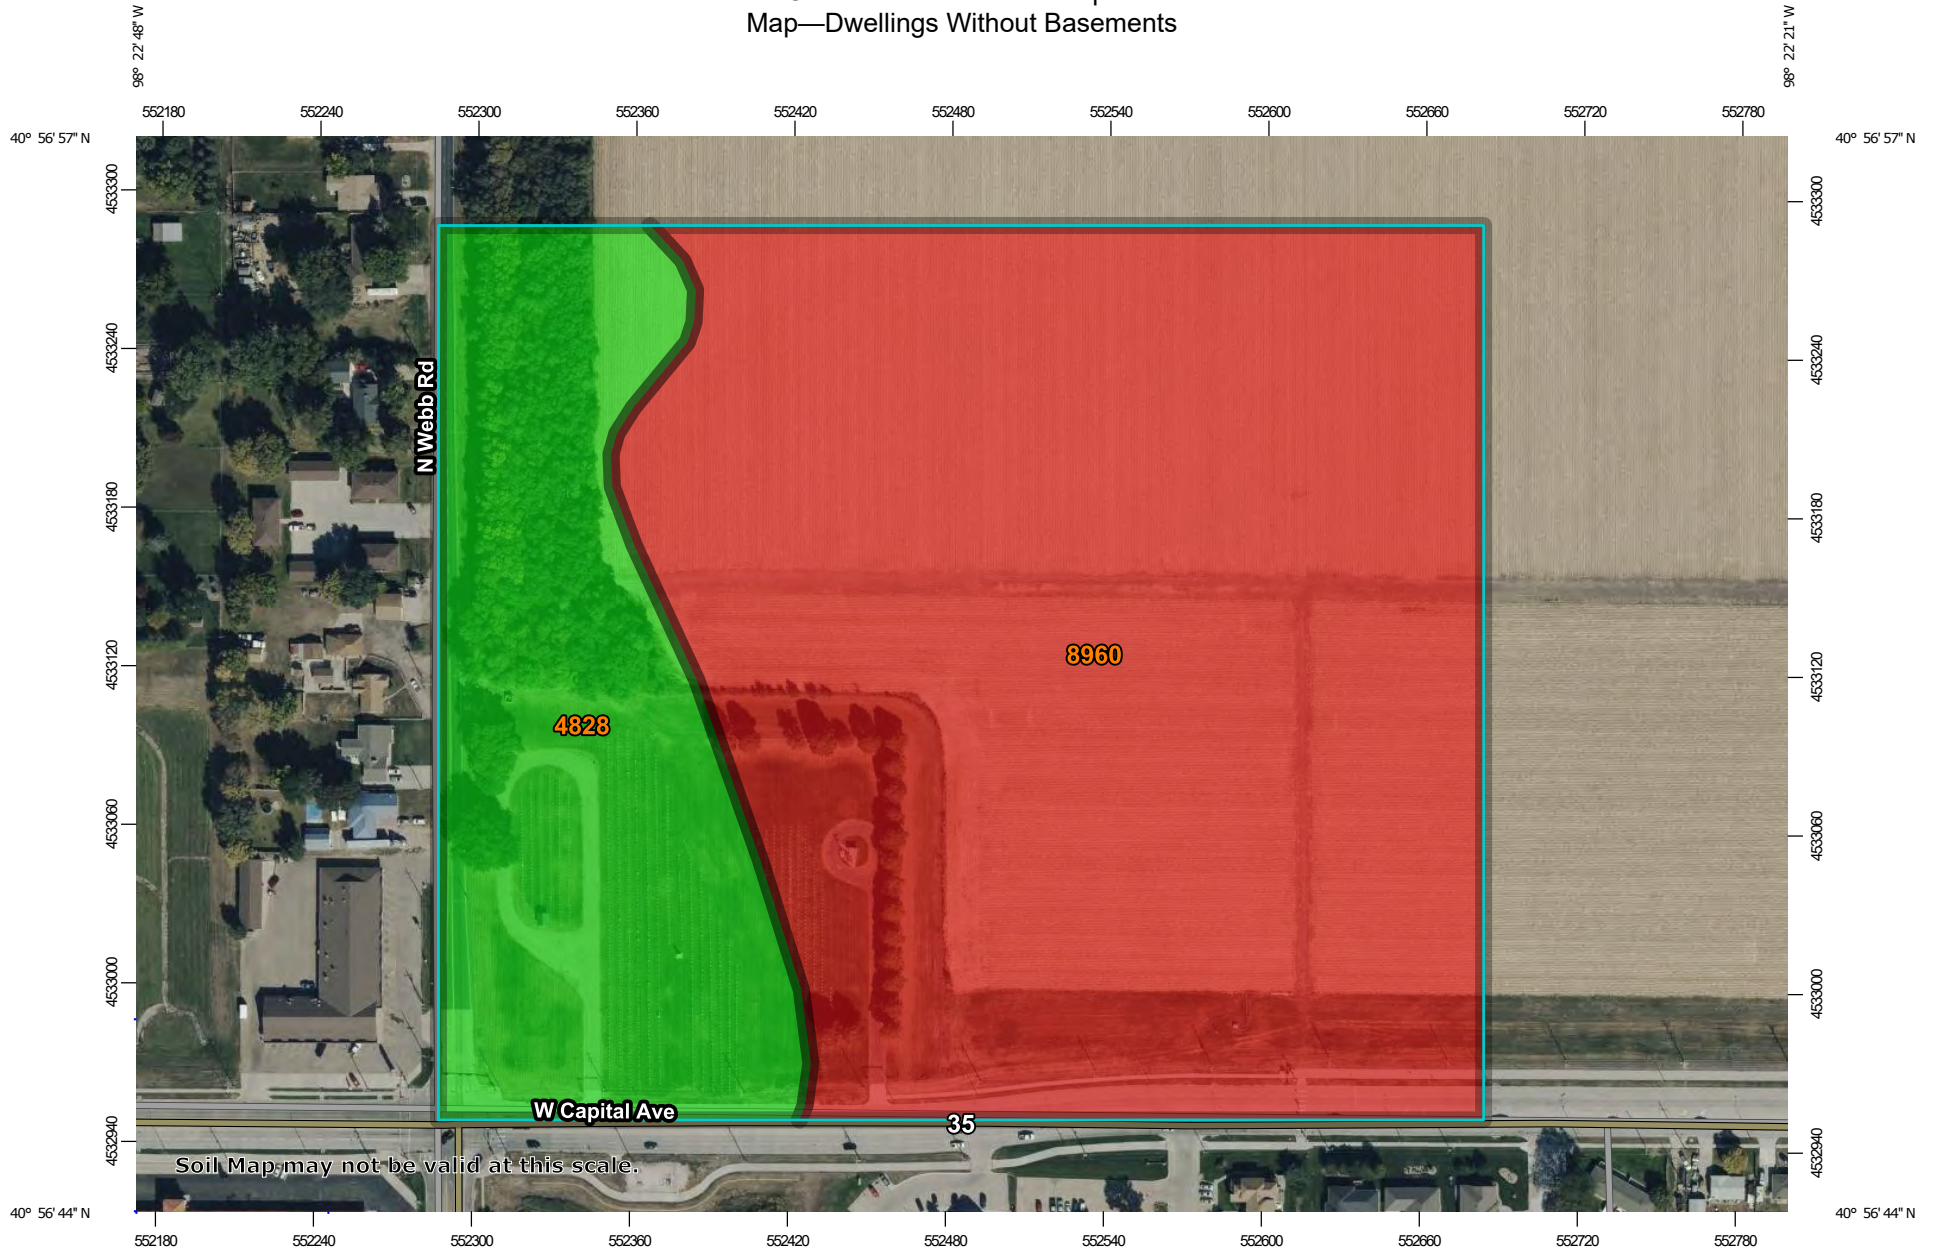 Map—Dwellings Without Basements
98° 22' 48'' W
98° 22' 21'' W
552180 552240 552300 552360 552420 552480 552540 552600 552660 552720 552780
40° 56' 57'' N
40° 56' 57'' N
4533300
4533300
4533240
4533240
N Webb Rd
4533180
4533180
4533120
4533120
8960
4828
4533060
4533060
4533000
4533000
W Capital Ave
35
4532940
4532940
Soil Map may not be valid at this scale.
40° 56' 44'' N
40° 56' 44'' N
552180 552240 552300 552360 552420 552480 552540 552600 552660 552720 552780